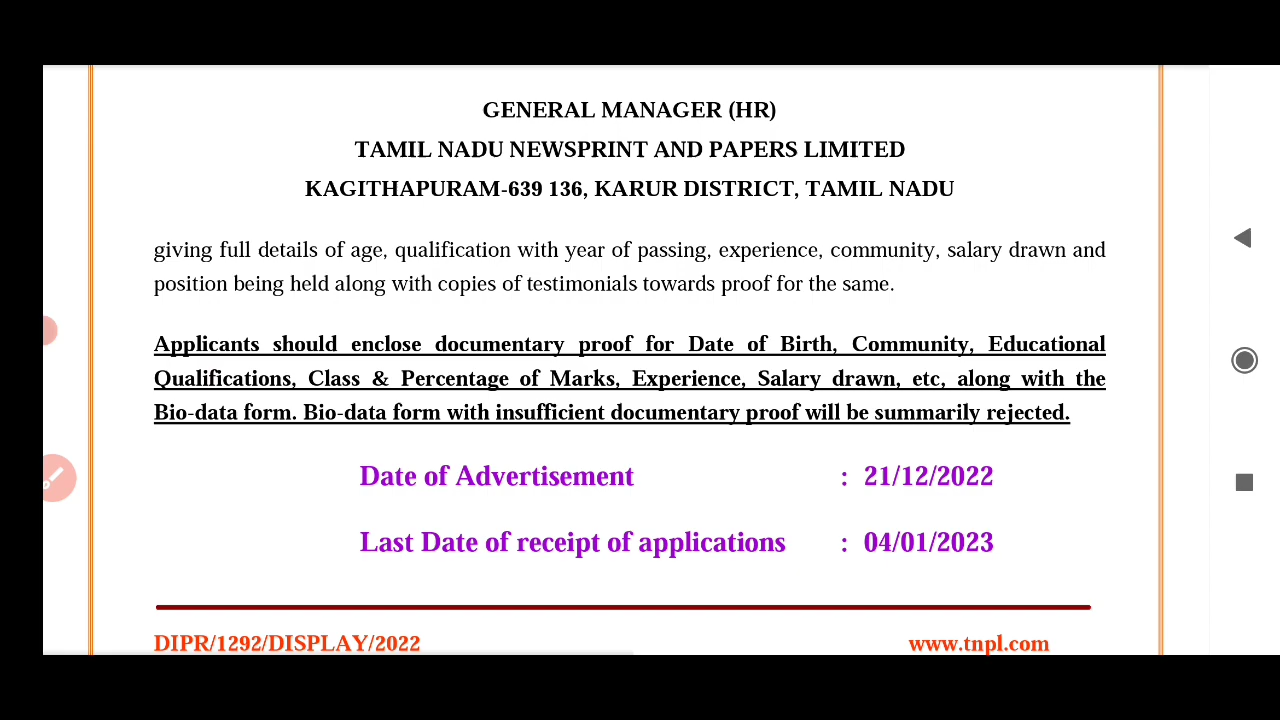 GENERAL MANAGER (HR)
TAMIL NADU NEWSPRINT AND PAPERS LIMITED
KAGITHAPURAM-639 136, KARUR DISTRICT, TAMIL NADU
giving full details of age, qualification with year of passing, experience, community, salary drawn and
position being held along with copies of testimonials towards proof for the same.
Applicants should enclose documentary proof for Date of Birth, Community, Educational
Qualifications, Class & Percentage of Marks, Experience, Salary drawn, etc, along with the
Bio-data form. Bio-data form with insufficient documentary proof will be summarily rejected.
Date of Advertisement : 21/12/2022
Last Date of receipt of applications : 04/01/2023
DIPR/1292/DISPLAY/2022 www.tnpl.com